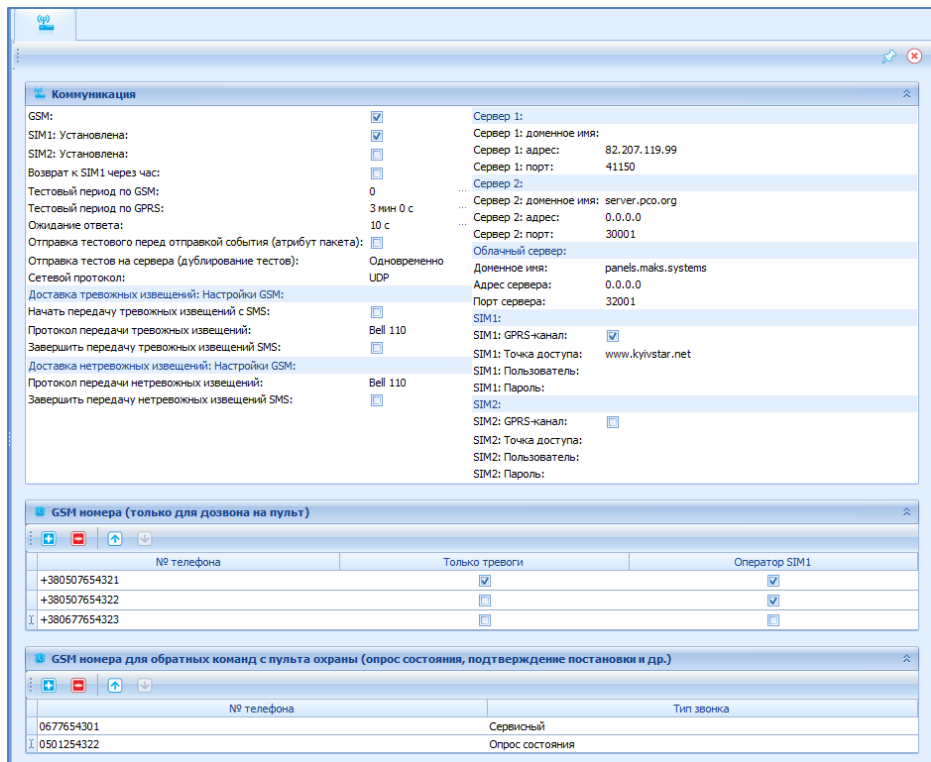 Коммуникация
GSM:
SIM1: Установлена:
SIM2: Установлена:
Возврат к SIM1 через час:
Тестовый период по GSM: 0 ...
Тестовый период по GPRS: 3 мин 0 с ...
Ожидание ответа: 10 с ...
Отправка тестового перед отправкой события (атрибут пакета):
Отправка тестов на сервера (дублирование тестов): Одновременно
Сетевой протокол: UDP
Доставка тревожных извещений: Настройки GSM:
Начать передачу тревожных извещений с SMS:
Протокол передачи тревожных извещений: Bell 110
Завершить передачу тревожных извещений SMS:
Доставка нетревожных извещений: Настройки GSM:
Протокол передачи нетревожных извещений: Bell 110
Завершить передачу нетревожных извещений SMS:
Сервер 1:
Сервер 1: доменное имя:
Сервер 1: адрес: 82.207.119.99
Сервер 1: порт: 41150
Сервер 2:
Сервер 2: доменное имя: server.pco.org
Сервер 2: адрес: 0.0.0.0
Сервер 2: порт: 30001
Облачный сервер:
Доменное имя: panels.maks.systems
Адрес сервера: 0.0.0.0
Порт сервера: 32001
SIM1:
SIM1: GPRS-канал:
SIM1: Точка доступа: www.kyivstar.net
SIM1: Пользователь:
SIM1: Пароль:
SIM2:
SIM2: GPRS-канал:
SIM2: Точка доступа:
SIM2: Пользователь:
SIM2: Пароль:
GSM номера (только для дозвона на пульт)
№ телефона Только тревоги Оператор SIM1
+380507654321
+380507654322
+380677654323
GSM номера для обратных команд с пульта охраны (опрос состояния, подтверждение постановки и др.)
№ телефона Тип звонка
0677654301 Сервисный
0501254322 Опрос состояния